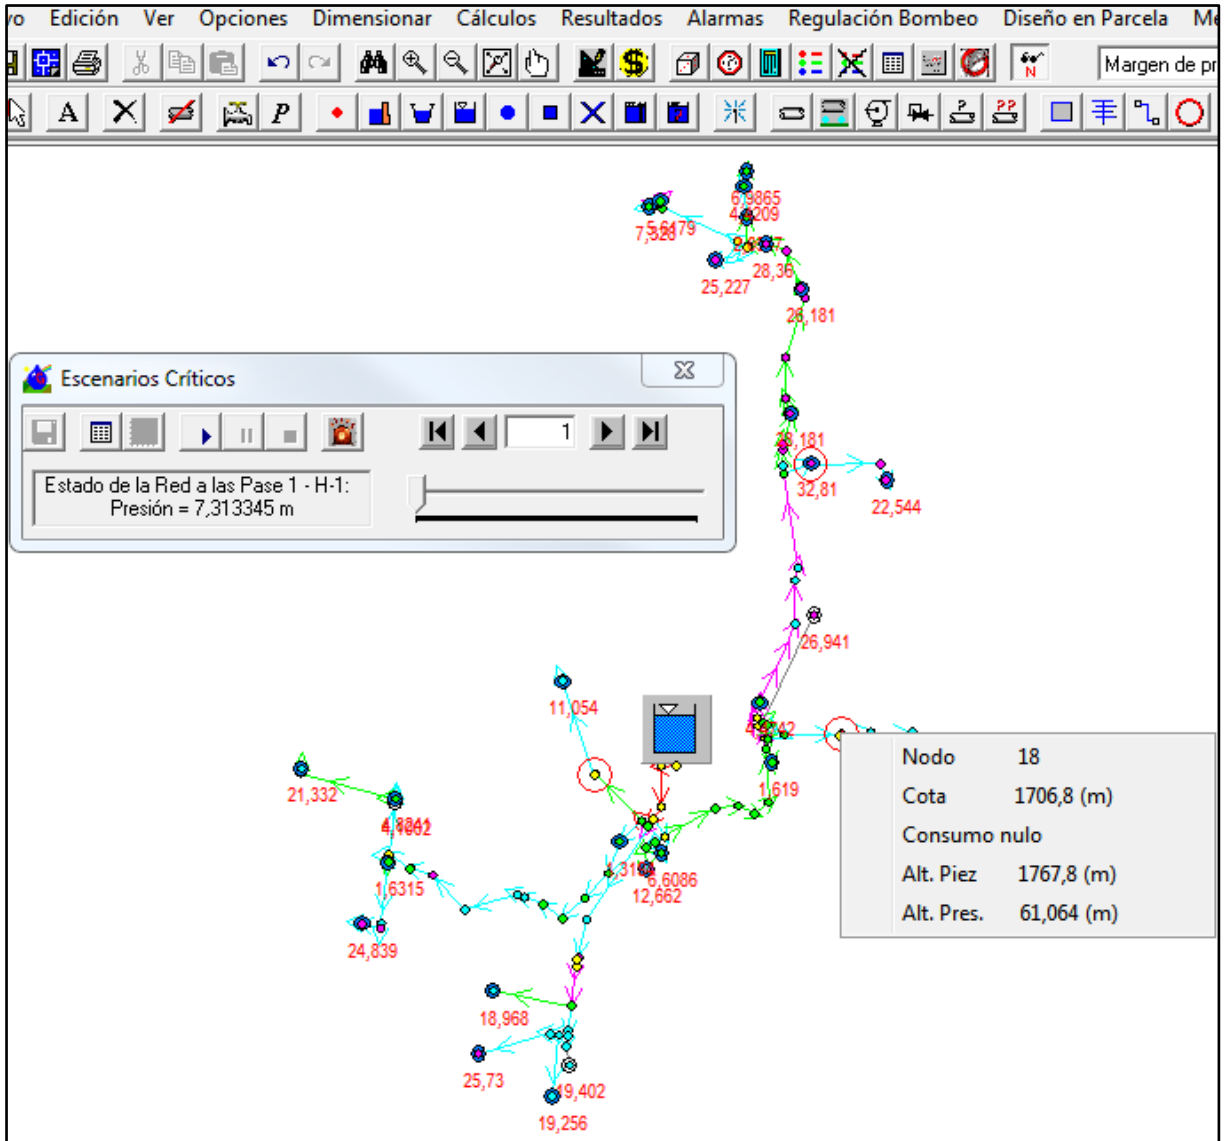 vo Edición Ver Opciones Dimensionar Cálculos Resultados Alarmas Regulación Bombeo Diseño en Parcela Me
N
Margen de pr
A
P
6,9865
25,227
28,36
26,181
Escenarios Críticos
1
Estado de la Red a las Pase 1 - H-1:
Presión = 7,313345 m
32,81
22,544
26,941
11,054
21,332
1,619
Nodo 18
Cota 1706,8 (m)
Consumo nulo
Alt. Piez 1767,8 (m)
Alt. Pres. 61,064 (m)
1,6315
6,6086
12,662
24,839
18,968
25,73
19,402
19,256